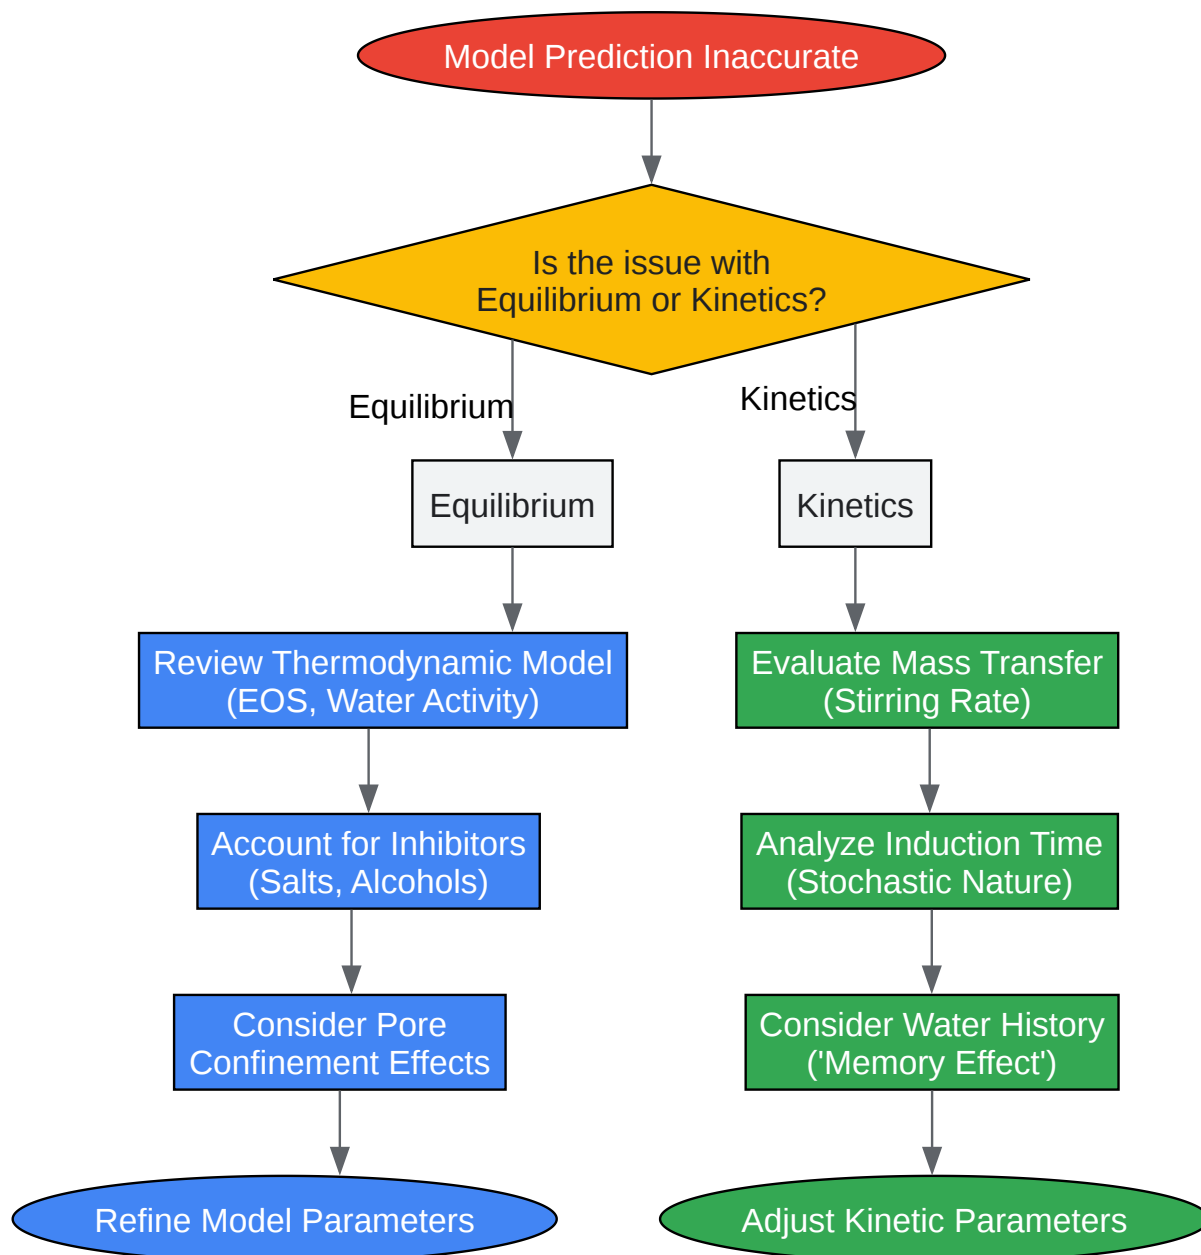 Model Prediction Inaccurate
Is the issue with
Equilibrium or Kinetics?
Equilibrium
Kinetics
Equilibrium
Kinetics
Review Thermodynamic Model
(EOS, Water Activity)
Evaluate Mass Transfer
(Stirring Rate)
Account for Inhibitors
(Salts, Alcohols)
Analyze Induction Time
(Stochastic Nature)
Consider Pore
Confinement Effects
Consider Water History
('Memory Effect')
Refine Model Parameters
Adjust Kinetic Parameters